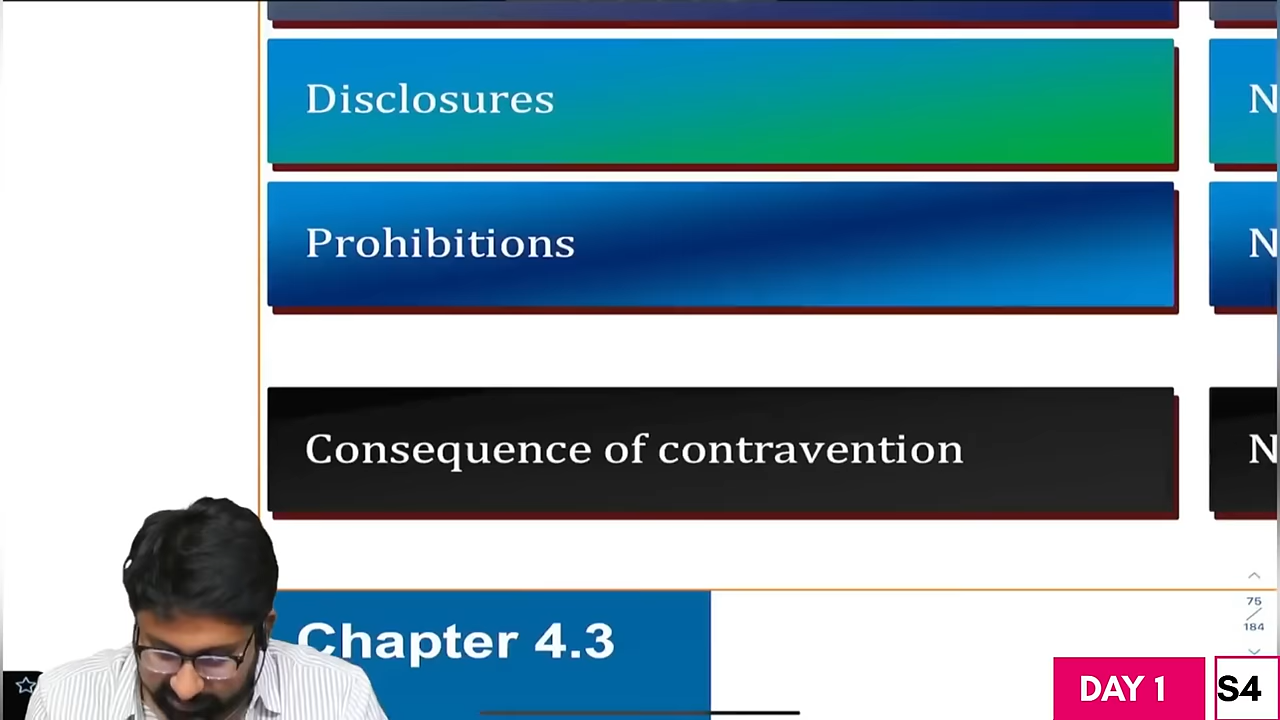 Disclosures
N
Prohibitions
N
Consequence of contravention
N
Chapter 4.3
75
184
DAY 1
S4